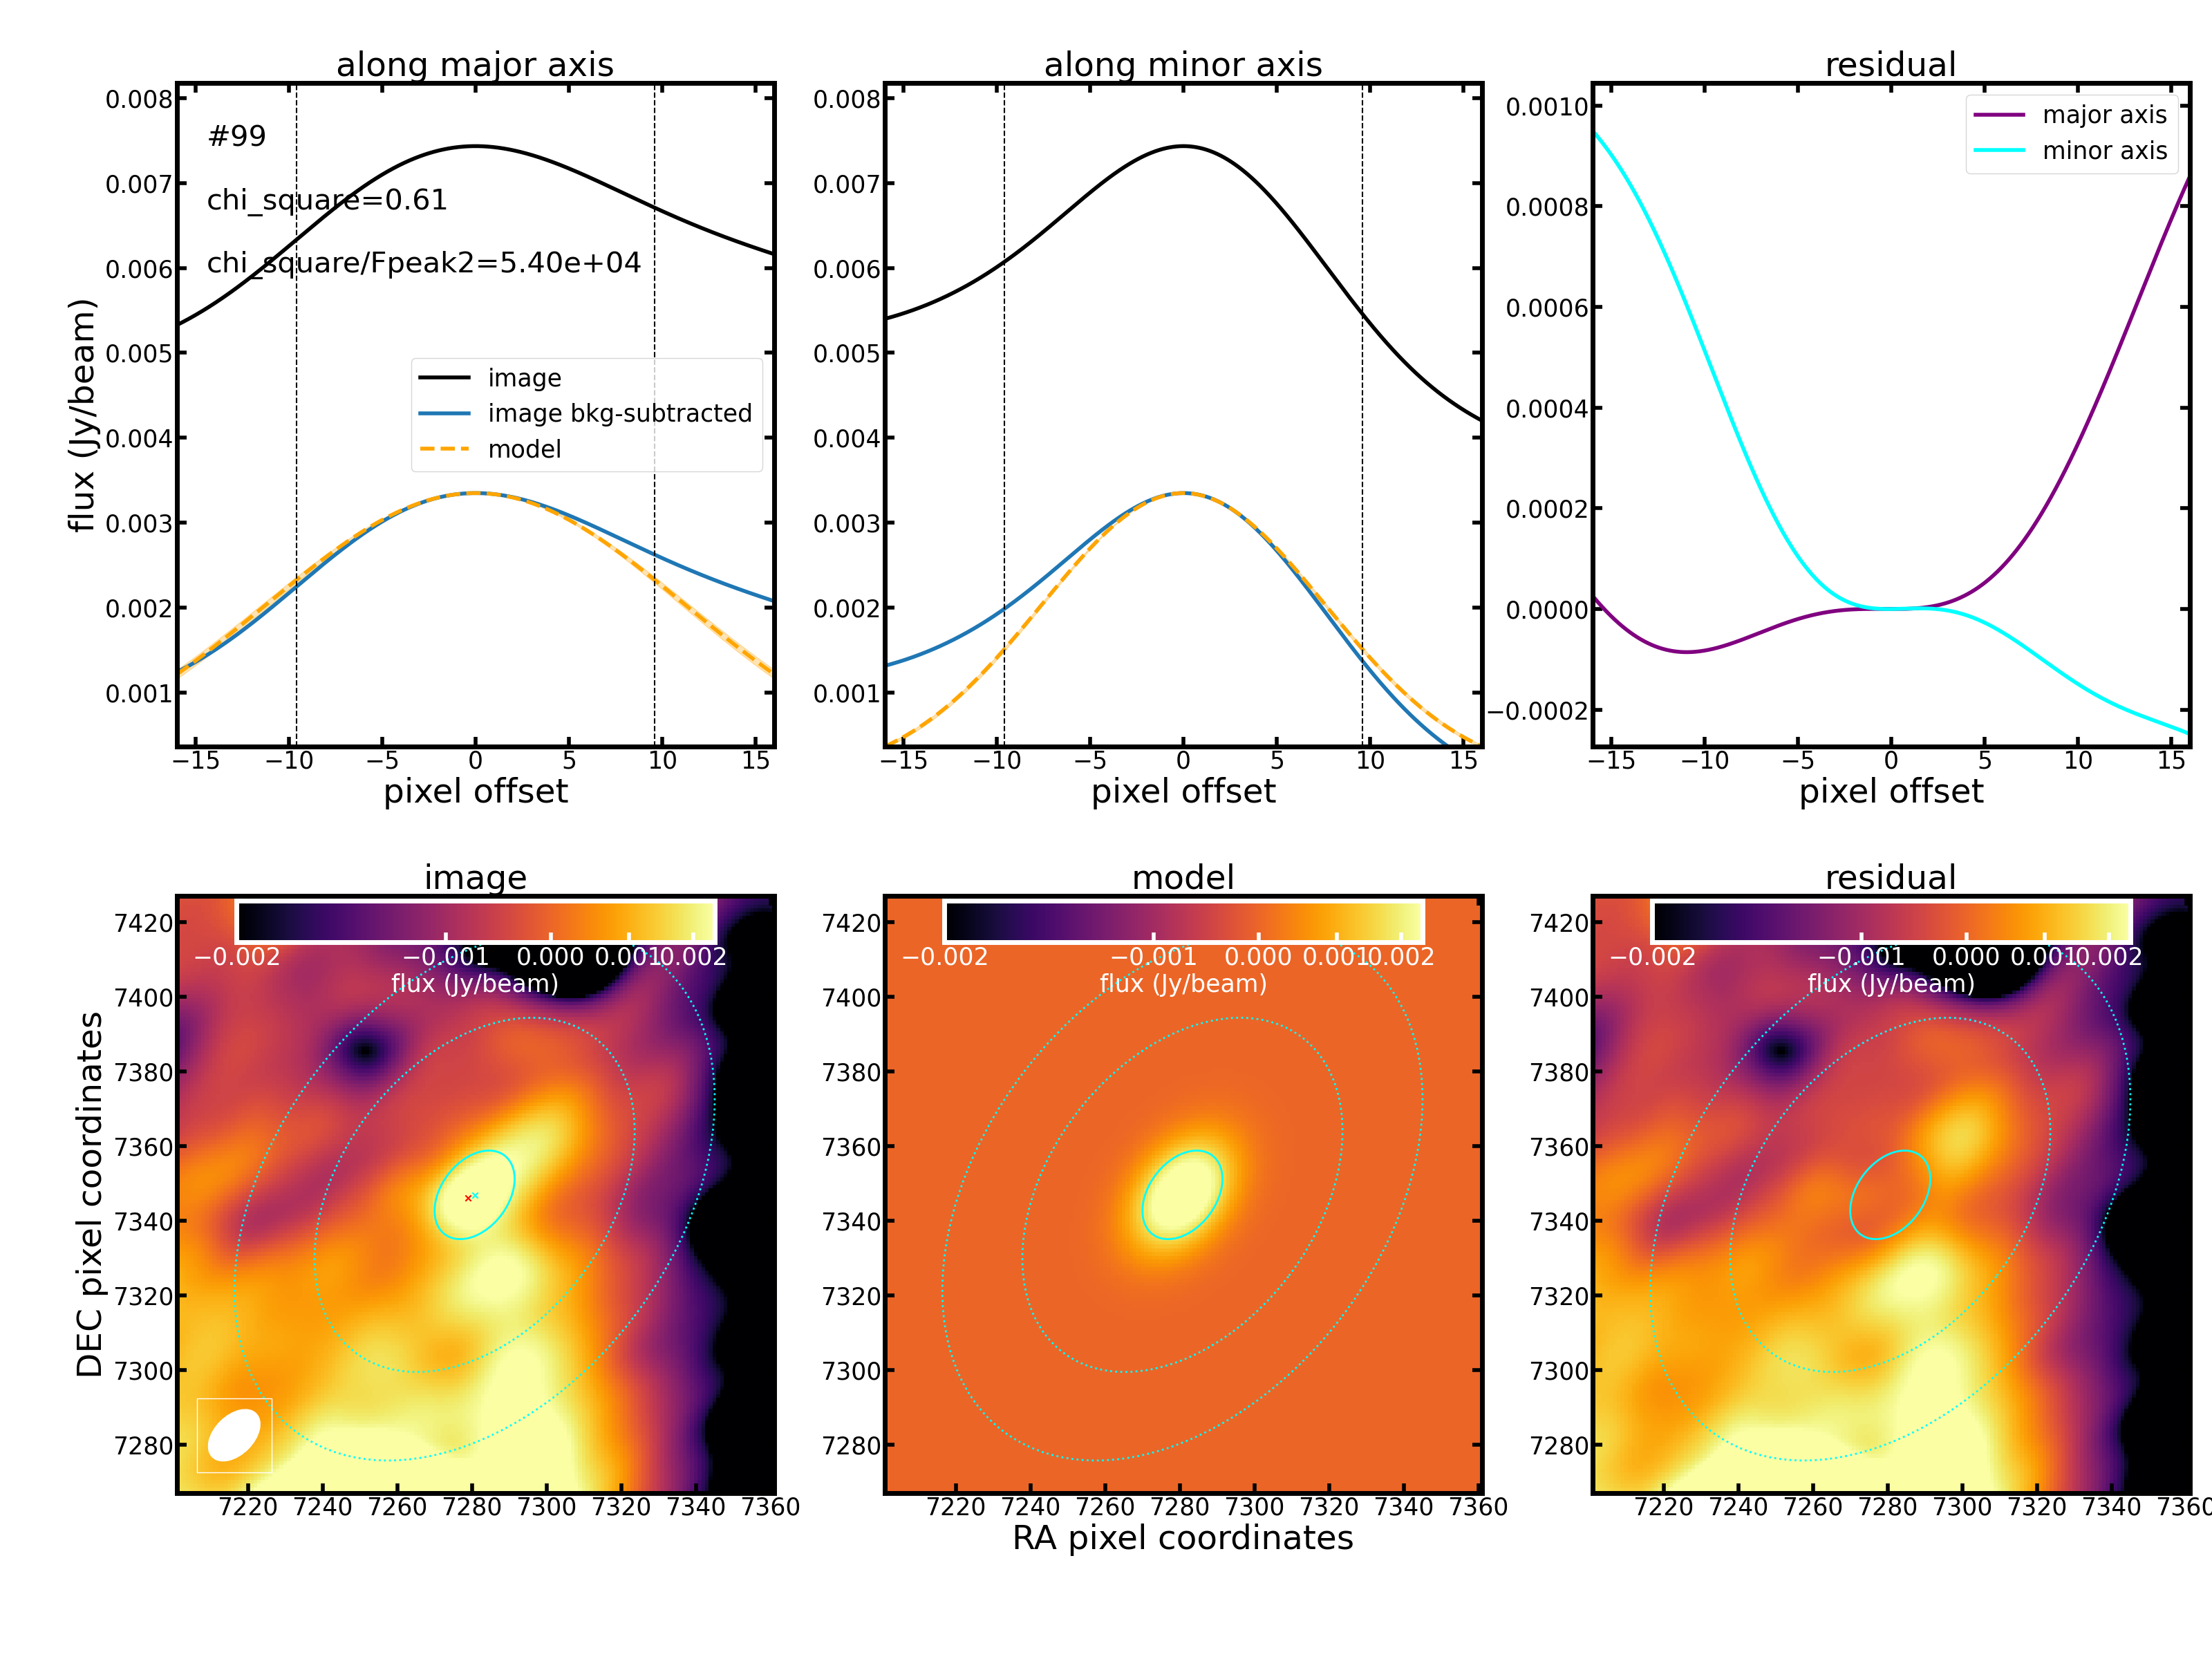 along major axis
along minor axis
residual
#99
chi_square=0.61
chi_square/Fpeak2=5.40e+04
image
image bkg-subtracted
model
major axis
minor axis
flux (Jy/beam)
0.008
0.007
0.006
0.005
0.004
0.003
0.002
0.001
0.008
0.007
0.006
0.005
0.004
0.003
0.002
0.001
0.0010
0.0008
0.0006
0.0004
0.0002
0.0000
−0.0002
−15 −10 −5 0 5 10 15
−15 −10 −5 0 5 10 15
−15 −10 −5 0 5 10 15
pixel offset
pixel offset
pixel offset
image
model
residual
−0.002 −0.001 0.000 0.001 0.002
flux (Jy/beam)
−0.002 −0.001 0.000 0.001 0.002
flux (Jy/beam)
−0.002 −0.001 0.000 0.001 0.002
flux (Jy/beam)
DEC pixel coordinates
7420
7400
7380
7360
7340
7320
7300
7280
7420
7400
7380
7360
7340
7320
7300
7280
7420
7400
7380
7360
7340
7320
7300
7280
7220 7240 7260 7280 7300 7320 7340 7360
7220 7240 7260 7280 7300 7320 7340 7360
7220 7240 7260 7280 7300 7320 7340 7360
RA pixel coordinates